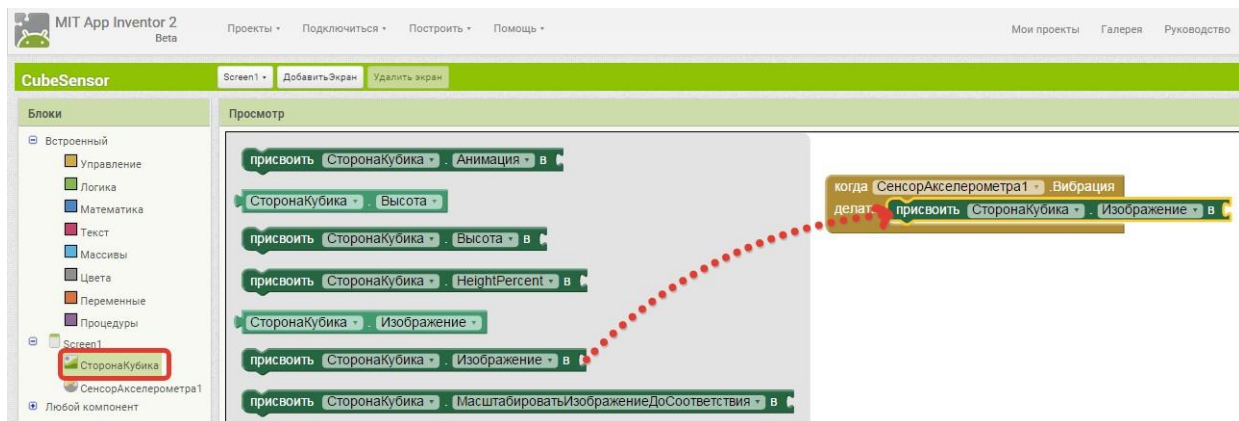 MIT App Inventor 2
Beta
Проекты Подключиться Построить Помощь
Мои проекты Галерея Руководство
CubeSensor
Screen1 ДобавитьЭкран Удалить экран
Блоки
Просмотр
Встроенный
Управление
Логика
Математика
Текст
Массивы
Цвета
Переменные
Процедуры
Screen1
СторонаКубика
СенсорАкселерометра1
Любой компонент
присвоить СторонаКубика . Анимация в
СторонаКубика . Высота
присвоить СторонаКубика . Высота в
присвоить СторонаКубика . HeightPercent в
СторонаКубика . Изображение
присвоить СторонаКубика . Изображение в
присвоить СторонаКубика . МасштабироватьИзображениеДоСоответствия в
когда СенсорАкселерометра1 .Вибрация
делат присвоить СторонаКубика . Изображение в